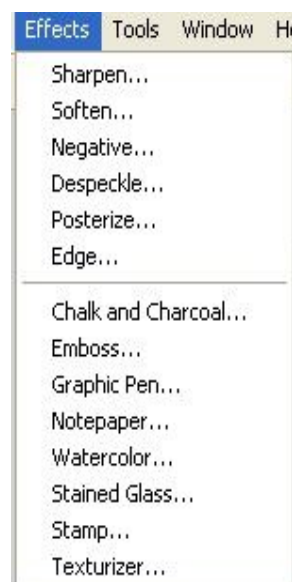 Effects Tools Window
Sharpen...
Soften...
Negative...
Despeckle...
Posterize...
Edge...
Chalk and Charcoal...
Emboss...
Graphic Pen...
Notepaper...
Watercolor...
Stained Glass...
Stamp...
Texturizer...